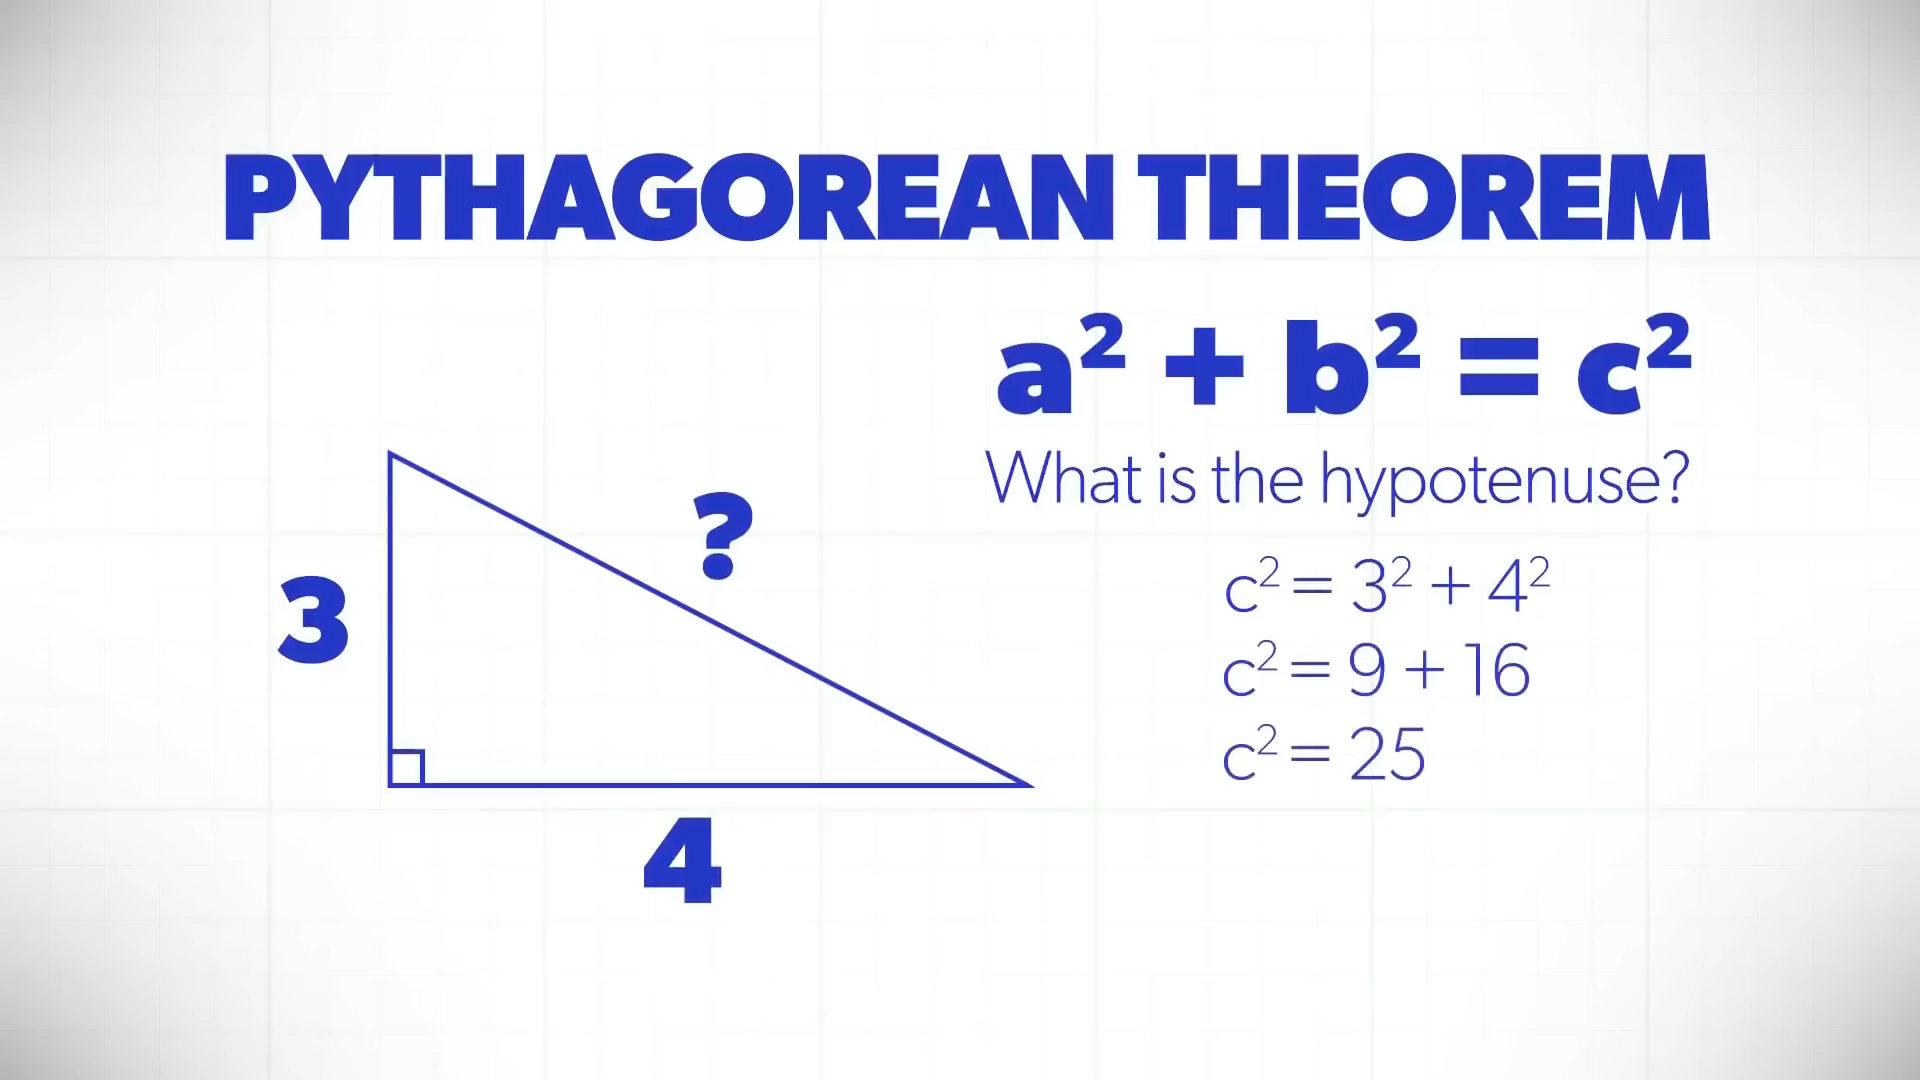 PYTHAGOREAN THEOREM
a² + b² = c²
What is the hypotenuse?
?
3
c² = 3² + 4²
c² = 9 + 16
c² = 25
4